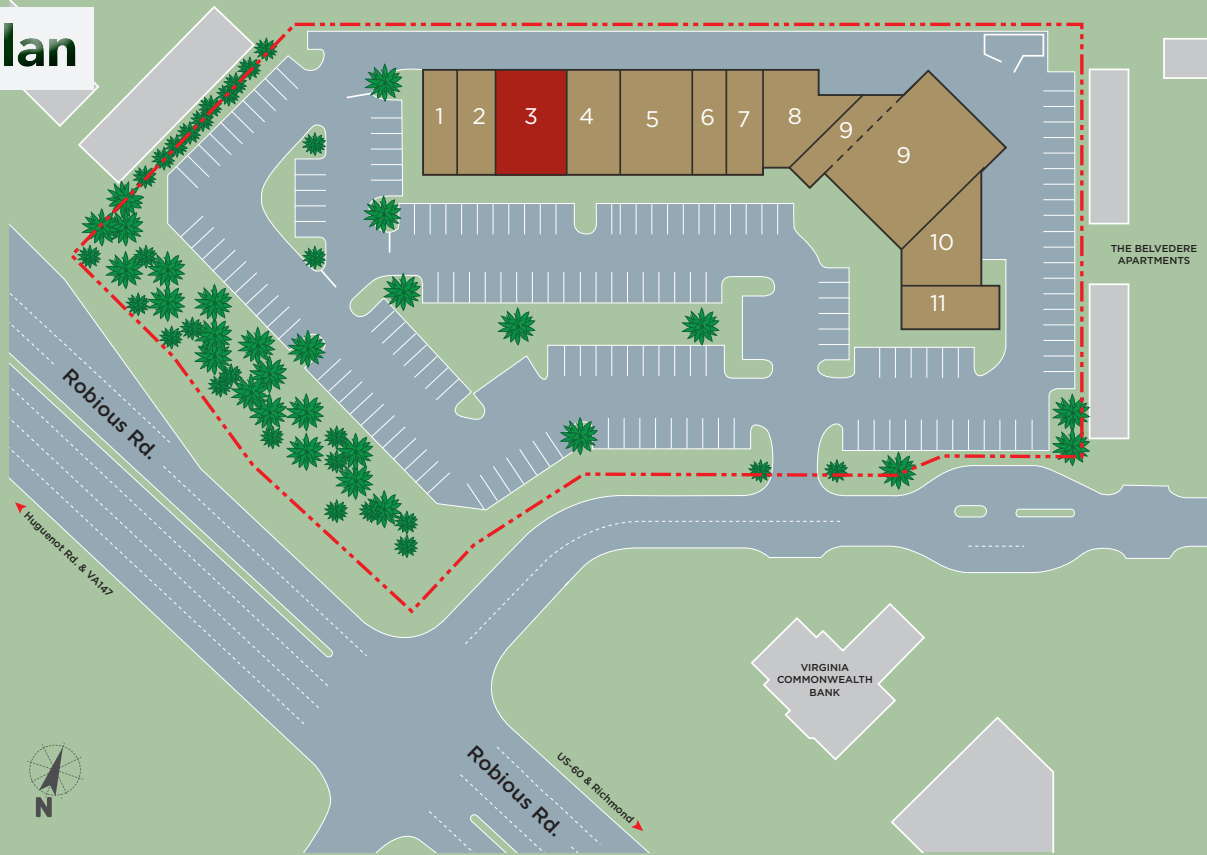 lan
1
2
3
4
5
6
7
8
9
9
10
11
THE BELVEDERE
APARTMENTS
Robious Rd.
Huguenot Rd. & VA147
VIRGINIA
COMMONWEALTH
BANK
Robious Rd.
US-60 & Richmond
N